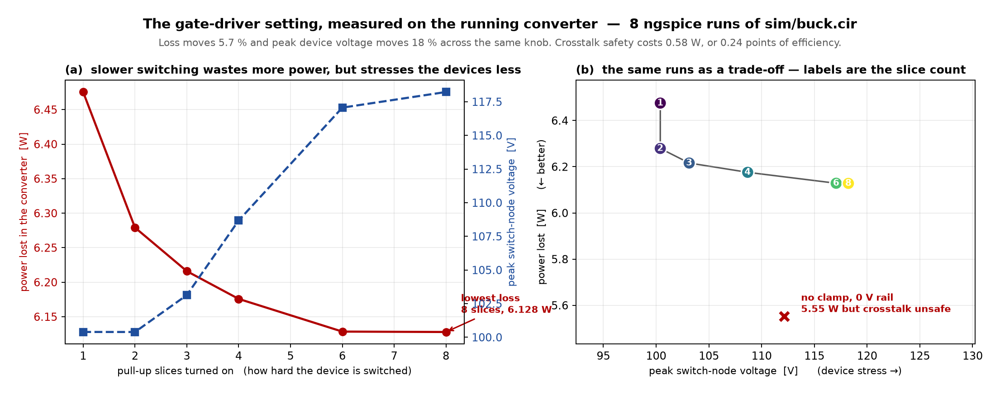 The gate-driver setting, measured on the running converter — 8 ngspice runs of sim/buck.cir
Loss moves 5.7 % and peak device voltage moves 18 % across the same knob. Crosstalk safety costs 0.58 W, or 0.24 points of efficiency.
(a) slower switching wastes more power, but stresses the devices less
power lost in the converter [W]
6.45
6.40
6.35
6.30
6.25
6.20
6.15
1 2 3 4 5 6 7 8
pull-up slices turned on (how hard the device is switched)
117.5
115.0
112.5
110.0
107.5
105.0
102.5
100.0
peak switch-node voltage [V]
lowest loss
8 slices, 6.128 W
(b) the same runs as a trade-off — labels are the slice count
power lost [W] (← better)
6.4
6.2
6.0
5.8
5.6
1
2
3
4
6
8
no clamp, 0 V rail
5.55 W but crosstalk unsafe
95 100 105 110 115 120 125 130
peak switch-node voltage [V] (device stress →)